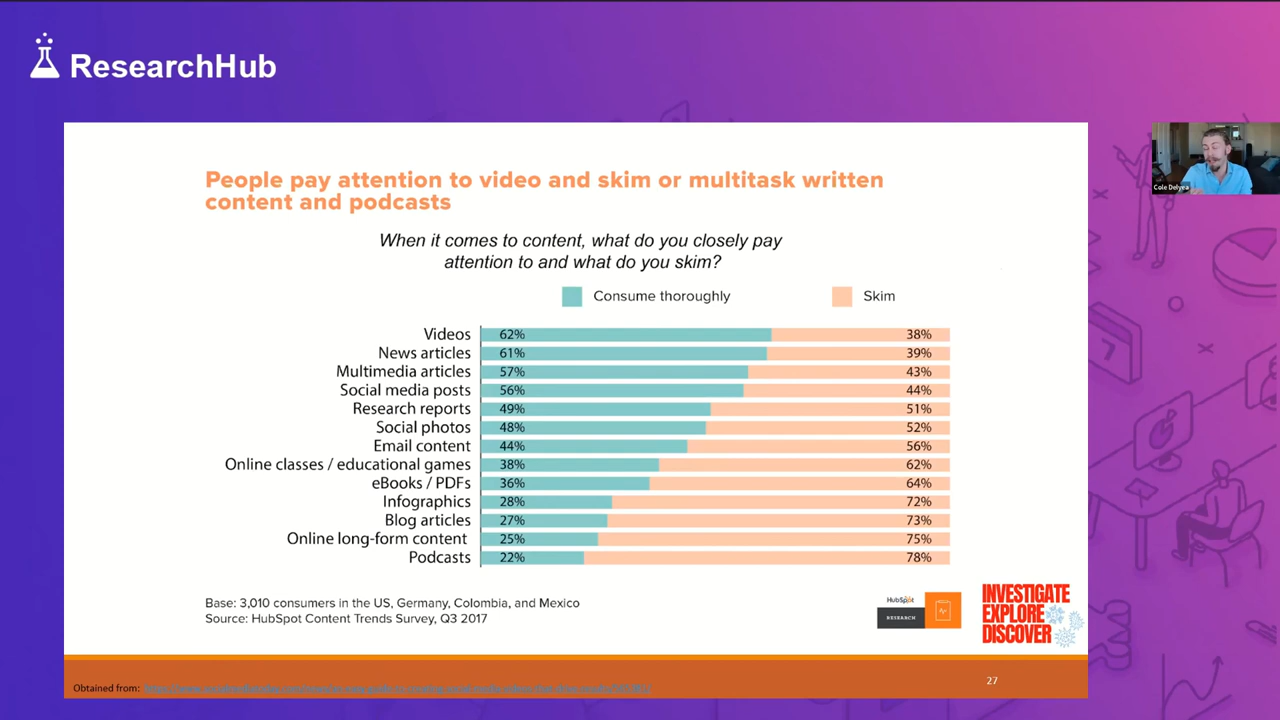 ResearchHub
People pay attention to video and skim or multitask written
content and podcasts
When it comes to content, what do you closely pay
attention to and what do you skim?
Consume thoroughly
Skim
Videos 62% 38%
News articles 61% 39%
Multimedia articles 57% 43%
Social media posts 56% 44%
Research reports 49% 51%
Social photos 48% 52%
Email content 44% 56%
Online classes / educational games 38% 62%
eBooks / PDFs 36% 64%
Infographics 28% 72%
Blog articles 27% 73%
Online long-form content 25% 75%
Podcasts 22% 78%
Base: 3,010 consumers in the US, Germany, Colombia, and Mexico
Source: HubSpot Content Trends Survey, Q3 2017
HubSpot
RESEARCH
INVESTIGATE
EXPLORE
DISCOVER
Obtained from:
27
Cole Delyea
7